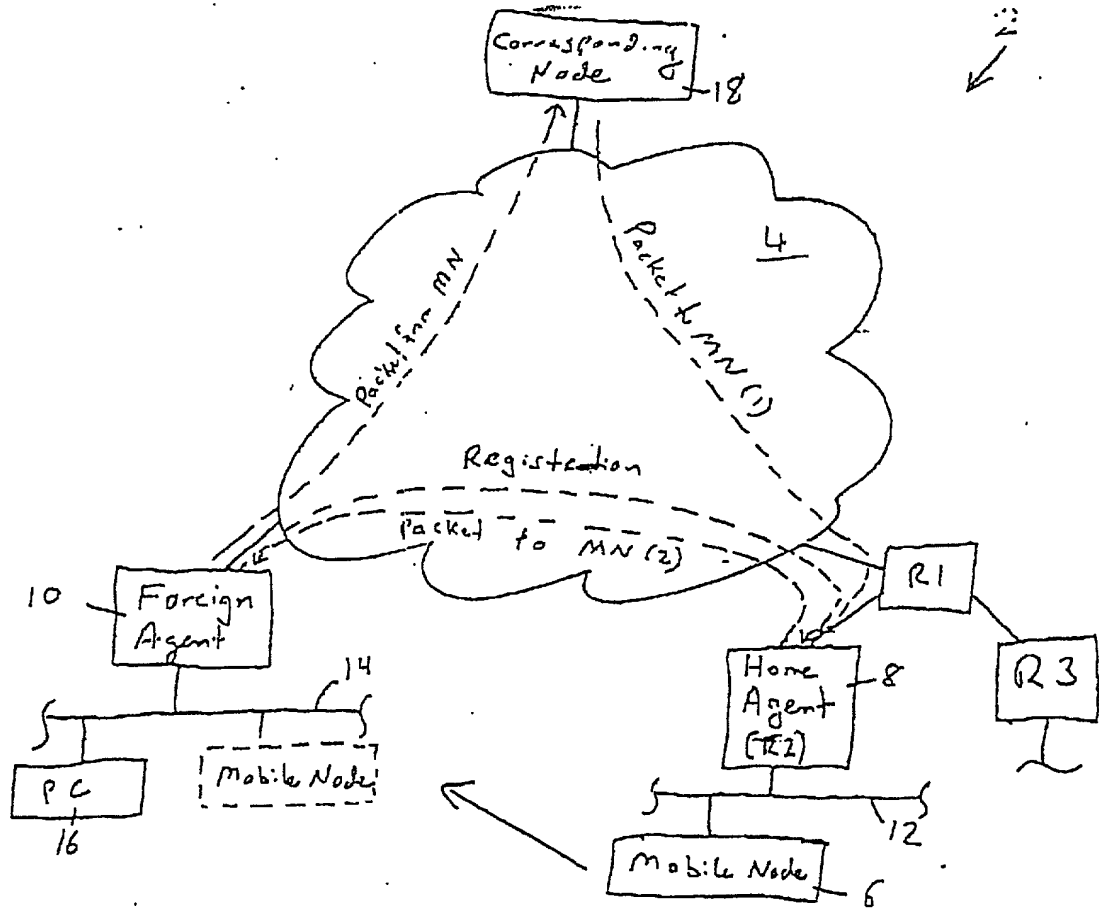 Corresponding
Node
18
4
Packet from MN
Packet to MN (1)
Registration
Packet to MN (2)
R1
10
Foreign
Agent
Home
Agent
(R2)
8
R3
14
PC
16
Mobile Node
12
Mobile Node
6